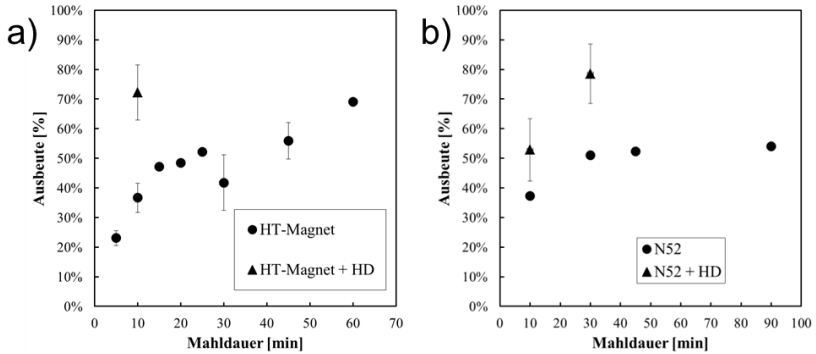 a)
100%
90%
80%
70%
60%
50%
40%
30%
20%
10%
0%
Ausbeute [%]
0 10 20 30 40 50 60 70
Mahldauer [min]
HT-Magnet
HT-Magnet + HD
b)
100%
90%
80%
70%
60%
50%
40%
30%
20%
10%
0%
Ausbeute [%]
0 10 20 30 40 50 60 70 80 90 100
Mahldauer [min]
N52
N52 + HD